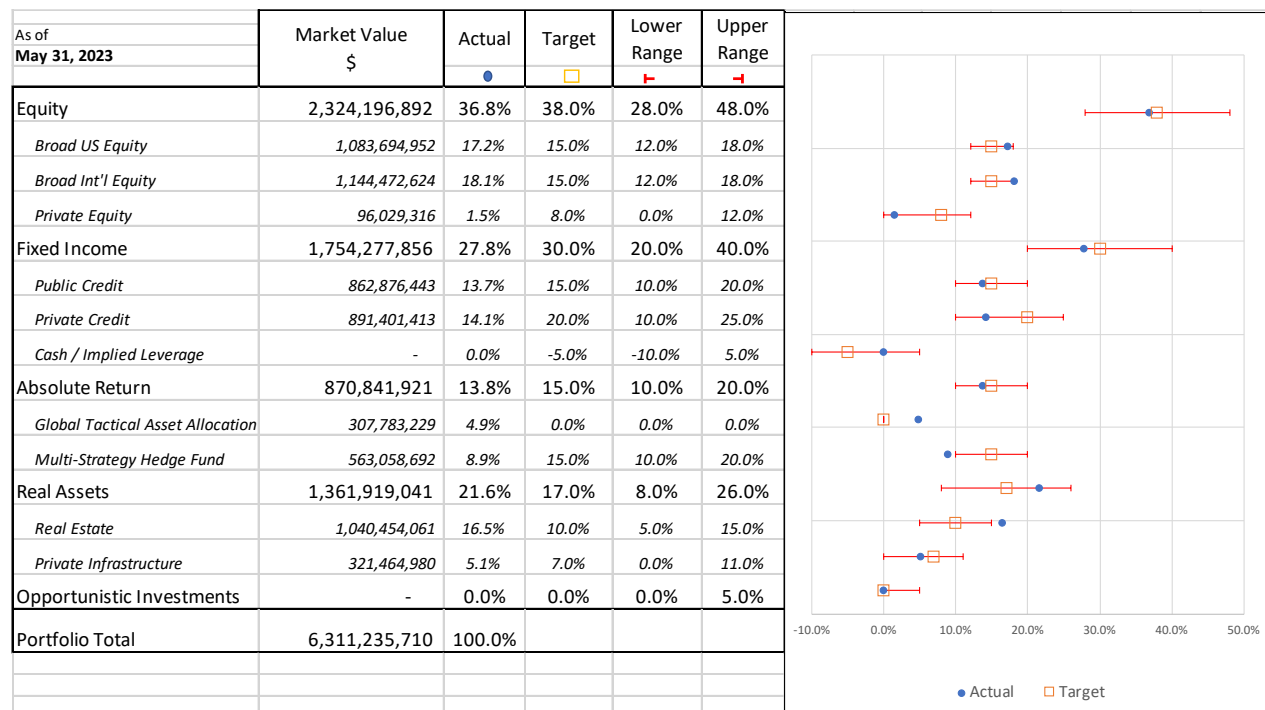 As of
May 31, 2023
Market Value
$
Actual
Target
Lower
Range
Upper
Range
Equity 2,324,196,892 36.8% 38.0% 28.0% 48.0%
Broad US Equity 1,083,694,952 17.2% 15.0% 12.0% 18.0%
Broad Int'l Equity 1,144,472,624 18.1% 15.0% 12.0% 18.0%
Private Equity 96,029,316 1.5% 8.0% 0.0% 12.0%
Fixed Income 1,754,277,856 27.8% 30.0% 20.0% 40.0%
Public Credit 862,876,443 13.7% 15.0% 10.0% 20.0%
Private Credit 891,401,413 14.1% 20.0% 10.0% 25.0%
Cash / Implied Leverage - 0.0% -5.0% -10.0% 5.0%
Absolute Return 870,841,921 13.8% 15.0% 10.0% 20.0%
Global Tactical Asset Allocation 307,783,229 4.9% 0.0% 0.0% 0.0%
Multi-Strategy Hedge Fund 563,058,692 8.9% 15.0% 10.0% 20.0%
Real Assets 1,361,919,041 21.6% 17.0% 8.0% 26.0%
Real Estate 1,040,454,061 16.5% 10.0% 5.0% 15.0%
Private Infrastructure 321,464,980 5.1% 7.0% 0.0% 11.0%
Opportunistic Investments - 0.0% 0.0% 0.0% 5.0%
Portfolio Total 6,311,235,710 100.0%
-10.0% 0.0% 10.0% 20.0% 30.0% 40.0% 50.0%
Actual Target